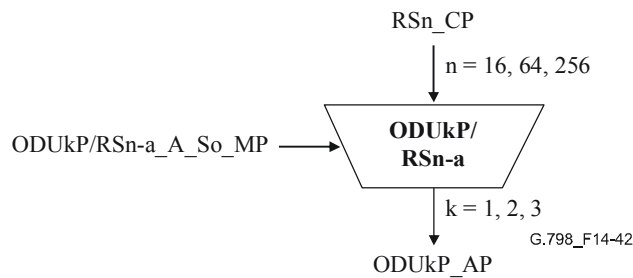 RSn_CP
n = 16, 64, 256
ODUkP/
RSn-a
ODUkP/RSn-a_A_So_MP
k = 1, 2, 3
G.798_F14-42
ODUkP_AP